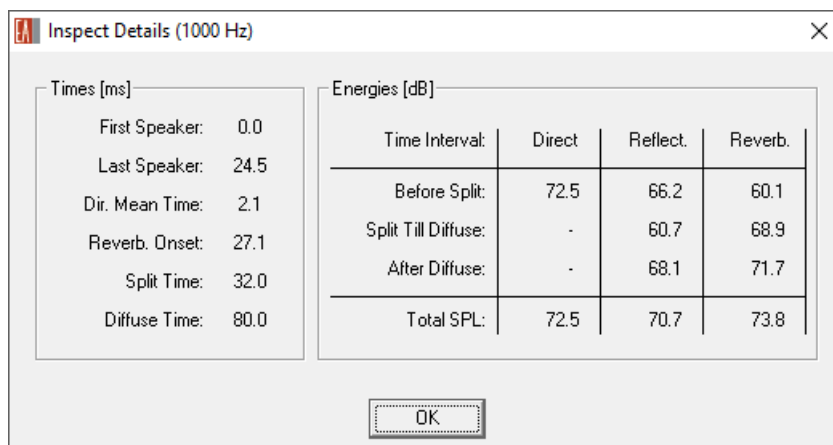 EA Inspect Details (1000 Hz)
Times [ms]
First Speaker: 0.0
Last Speaker: 24.5
Dir. Mean Time: 2.1
Reverb. Onset: 27.1
Split Time: 32.0
Diffuse Time: 80.0
Energies [dB]
Time Interval: Direct Reflect. Reverb.
Before Split: 72.5 66.2 60.1
Split Till Diffuse: - 60.7 68.9
After Diffuse: - 68.1 71.7
Total SPL: 72.5 70.7 73.8
OK